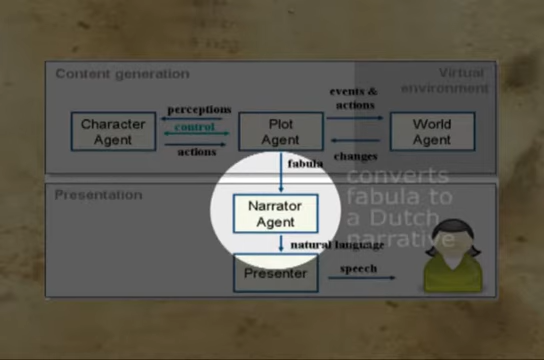 Content generation
Virtual
environment
events &
actions
perceptions
Character
Agent
control
Plot
Agent
World
Agent
actions
changes
fabula
converts
fabula to
a Dutch
narrative
Presentation
Narrator
Agent
natural language
Presenter
speech